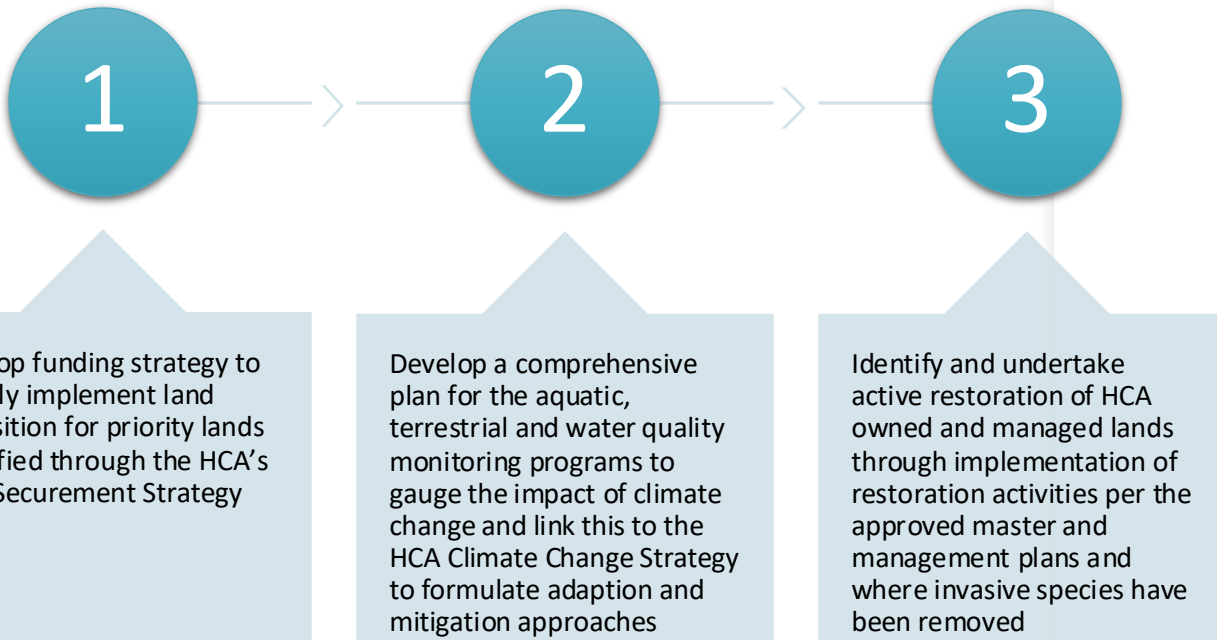 1
2
3
op funding strategy to
ly implement land
sition for priority lands
fied through the HCA’s
Securement Strategy
Develop a comprehensive
plan for the aquatic,
terrestrial and water quality
monitoring programs to
gauge the impact of climate
change and link this to the
HCA Climate Change Strategy
to formulate adaption and
mitigation approaches
Identify and undertake
active restoration of HCA
owned and managed lands
through implementation of
restoration activities per the
approved master and
management plans and
where invasive species have
been removed